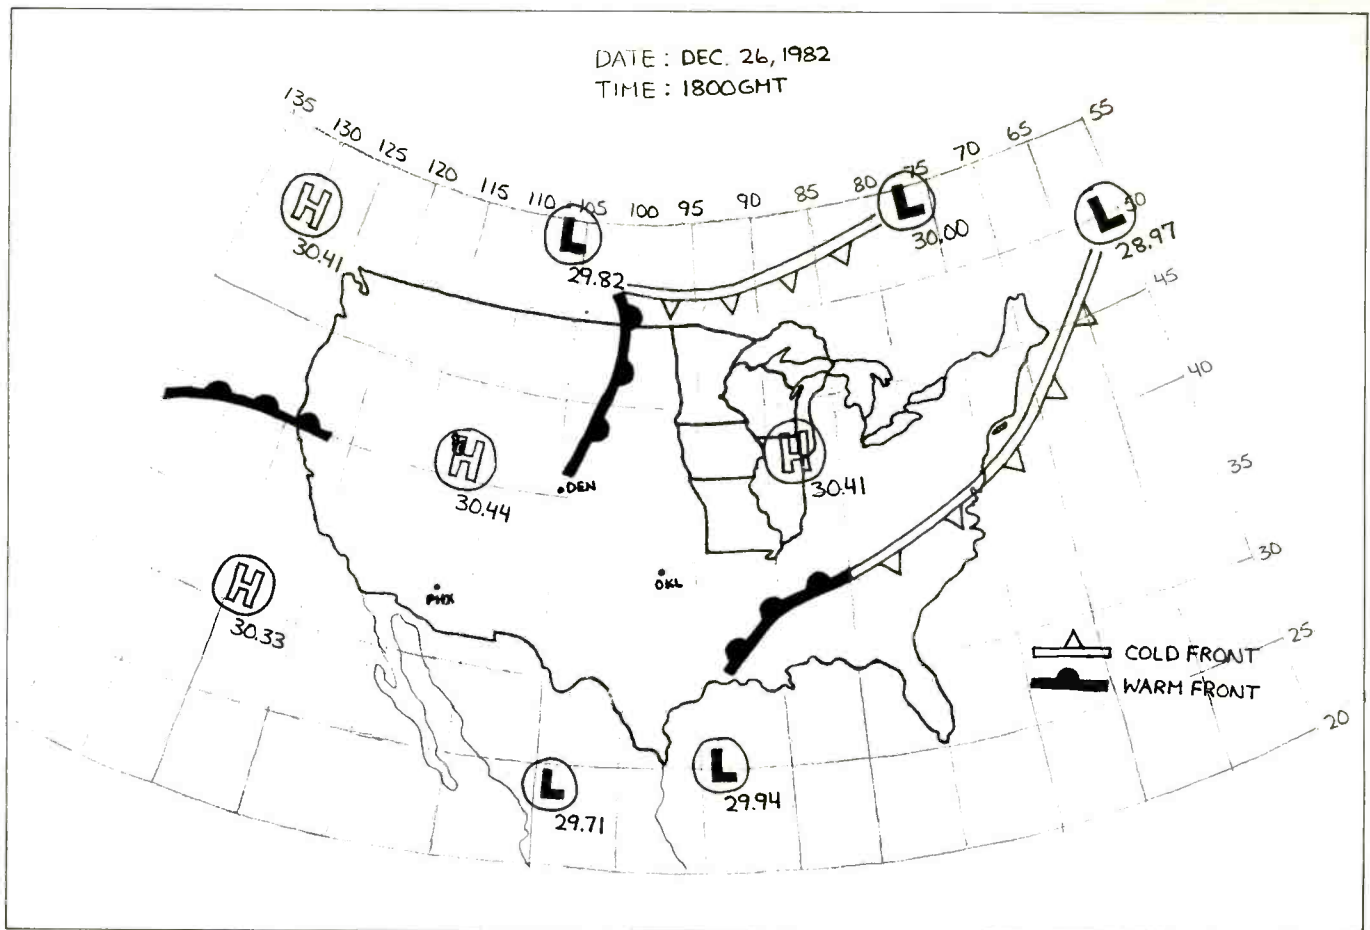 DATE : DEC. 26, 1982
TIME : 1800GMT
135
130
125
120
115
110
105
100
95
90
85
80
75
70
65
55
50
45
40
35
30
25
20
H
30.41
L
29.82
L
30.00
L
28.97
H
30.44
.DEN
H
30.41
H
30.33
PHX
OKL
L
29.71
L
29.94
COLD FRONT
WARM FRONT